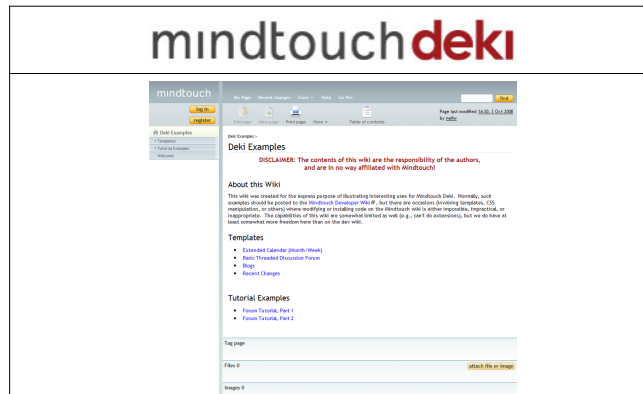 mindtouch deki
mindtouch
My Page Recent changes Tools Help Go Pro
find
log in
register
Edit page New page Print page More Table of contents
Page last modified 16:30, 2 Oct 2008
by neilw
Deki Examples
Templates
Tutorial Examples
Welcome
Deki Examples >
Deki Examples
DISCLAIMER: The contents of this wiki are the responsibility of the authors,
and are in no way affiliated with Mindtouch!
About this Wiki
This wiki was created for the express purpose of illustrating interesting uses for Mindtouch Deki. Normally, such
examples should be posted to the Mindtouch Developer Wiki, but there are occasions (involving templates, CSS
manipulation, or others) where modifying or installing code on the Mindtouch wiki is either impossible, impractical, or
inappropriate. The capabilities of this wiki are somewhat limited as well (e.g., can't do extensions), but we do have at
least somewhat more freedom here than on the dev wiki.
Templates
Extended Calendar (Month/Week)
Basic Threaded Discussion Forum
Blogs
Recent Changes
Tutorial Examples
Forum Tutorial, Part 1
Forum Tutorial, Part 2
Tag page
Files 0
attach file or image
Images 0